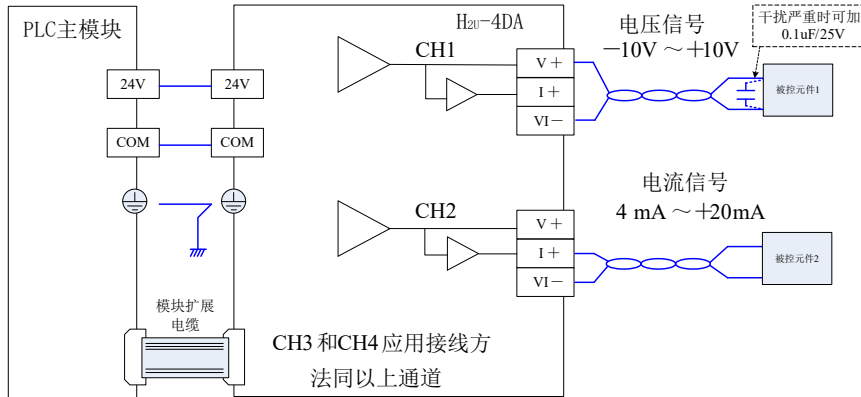 PLC主模块
H2U-4DA
24V
24V
COM
COM
模块扩展
电缆
CH1
V＋
I＋
VI－
电压信号
－10V～＋10V
干扰严重时可加
0.1uF/25V
被控元件1
CH2
V＋
I＋
VI－
电流信号
4 mA～＋20mA
被控元件2
CH3和CH4应用接线方
法同以上通道